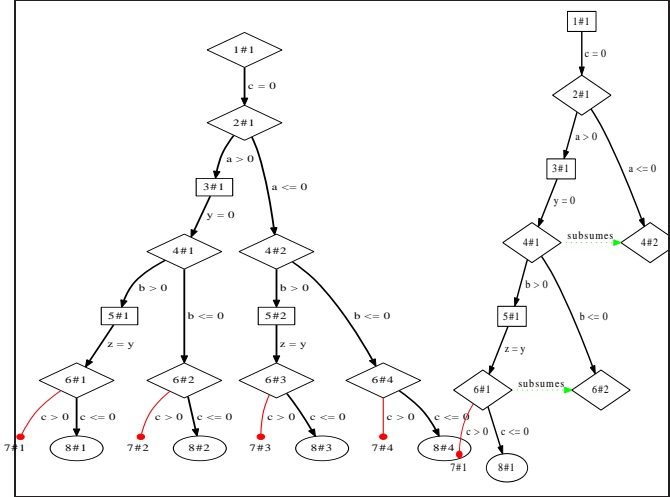 1#1
c = 0
2#1
a > 0
a <= 0
3#1
y = 0
4#1
4#2
b > 0
b <= 0
b > 0
b <= 0
5#1
5#2
z = y
z = y
6#1
6#2
6#3
6#4
c > 0
c <= 0
c > 0
c <= 0
c > 0
c <= 0
c > 0
c <= 0
7#1
8#1
7#2
8#2
7#3
8#3
7#4
8#4
1#1
c = 0
2#1
a > 0
a <= 0
3#1
y = 0
4#1
subsumes
4#2
b > 0
b <= 0
5#1
z = y
6#1
subsumes
6#2
c > 0
c <= 0
7#1
8#1